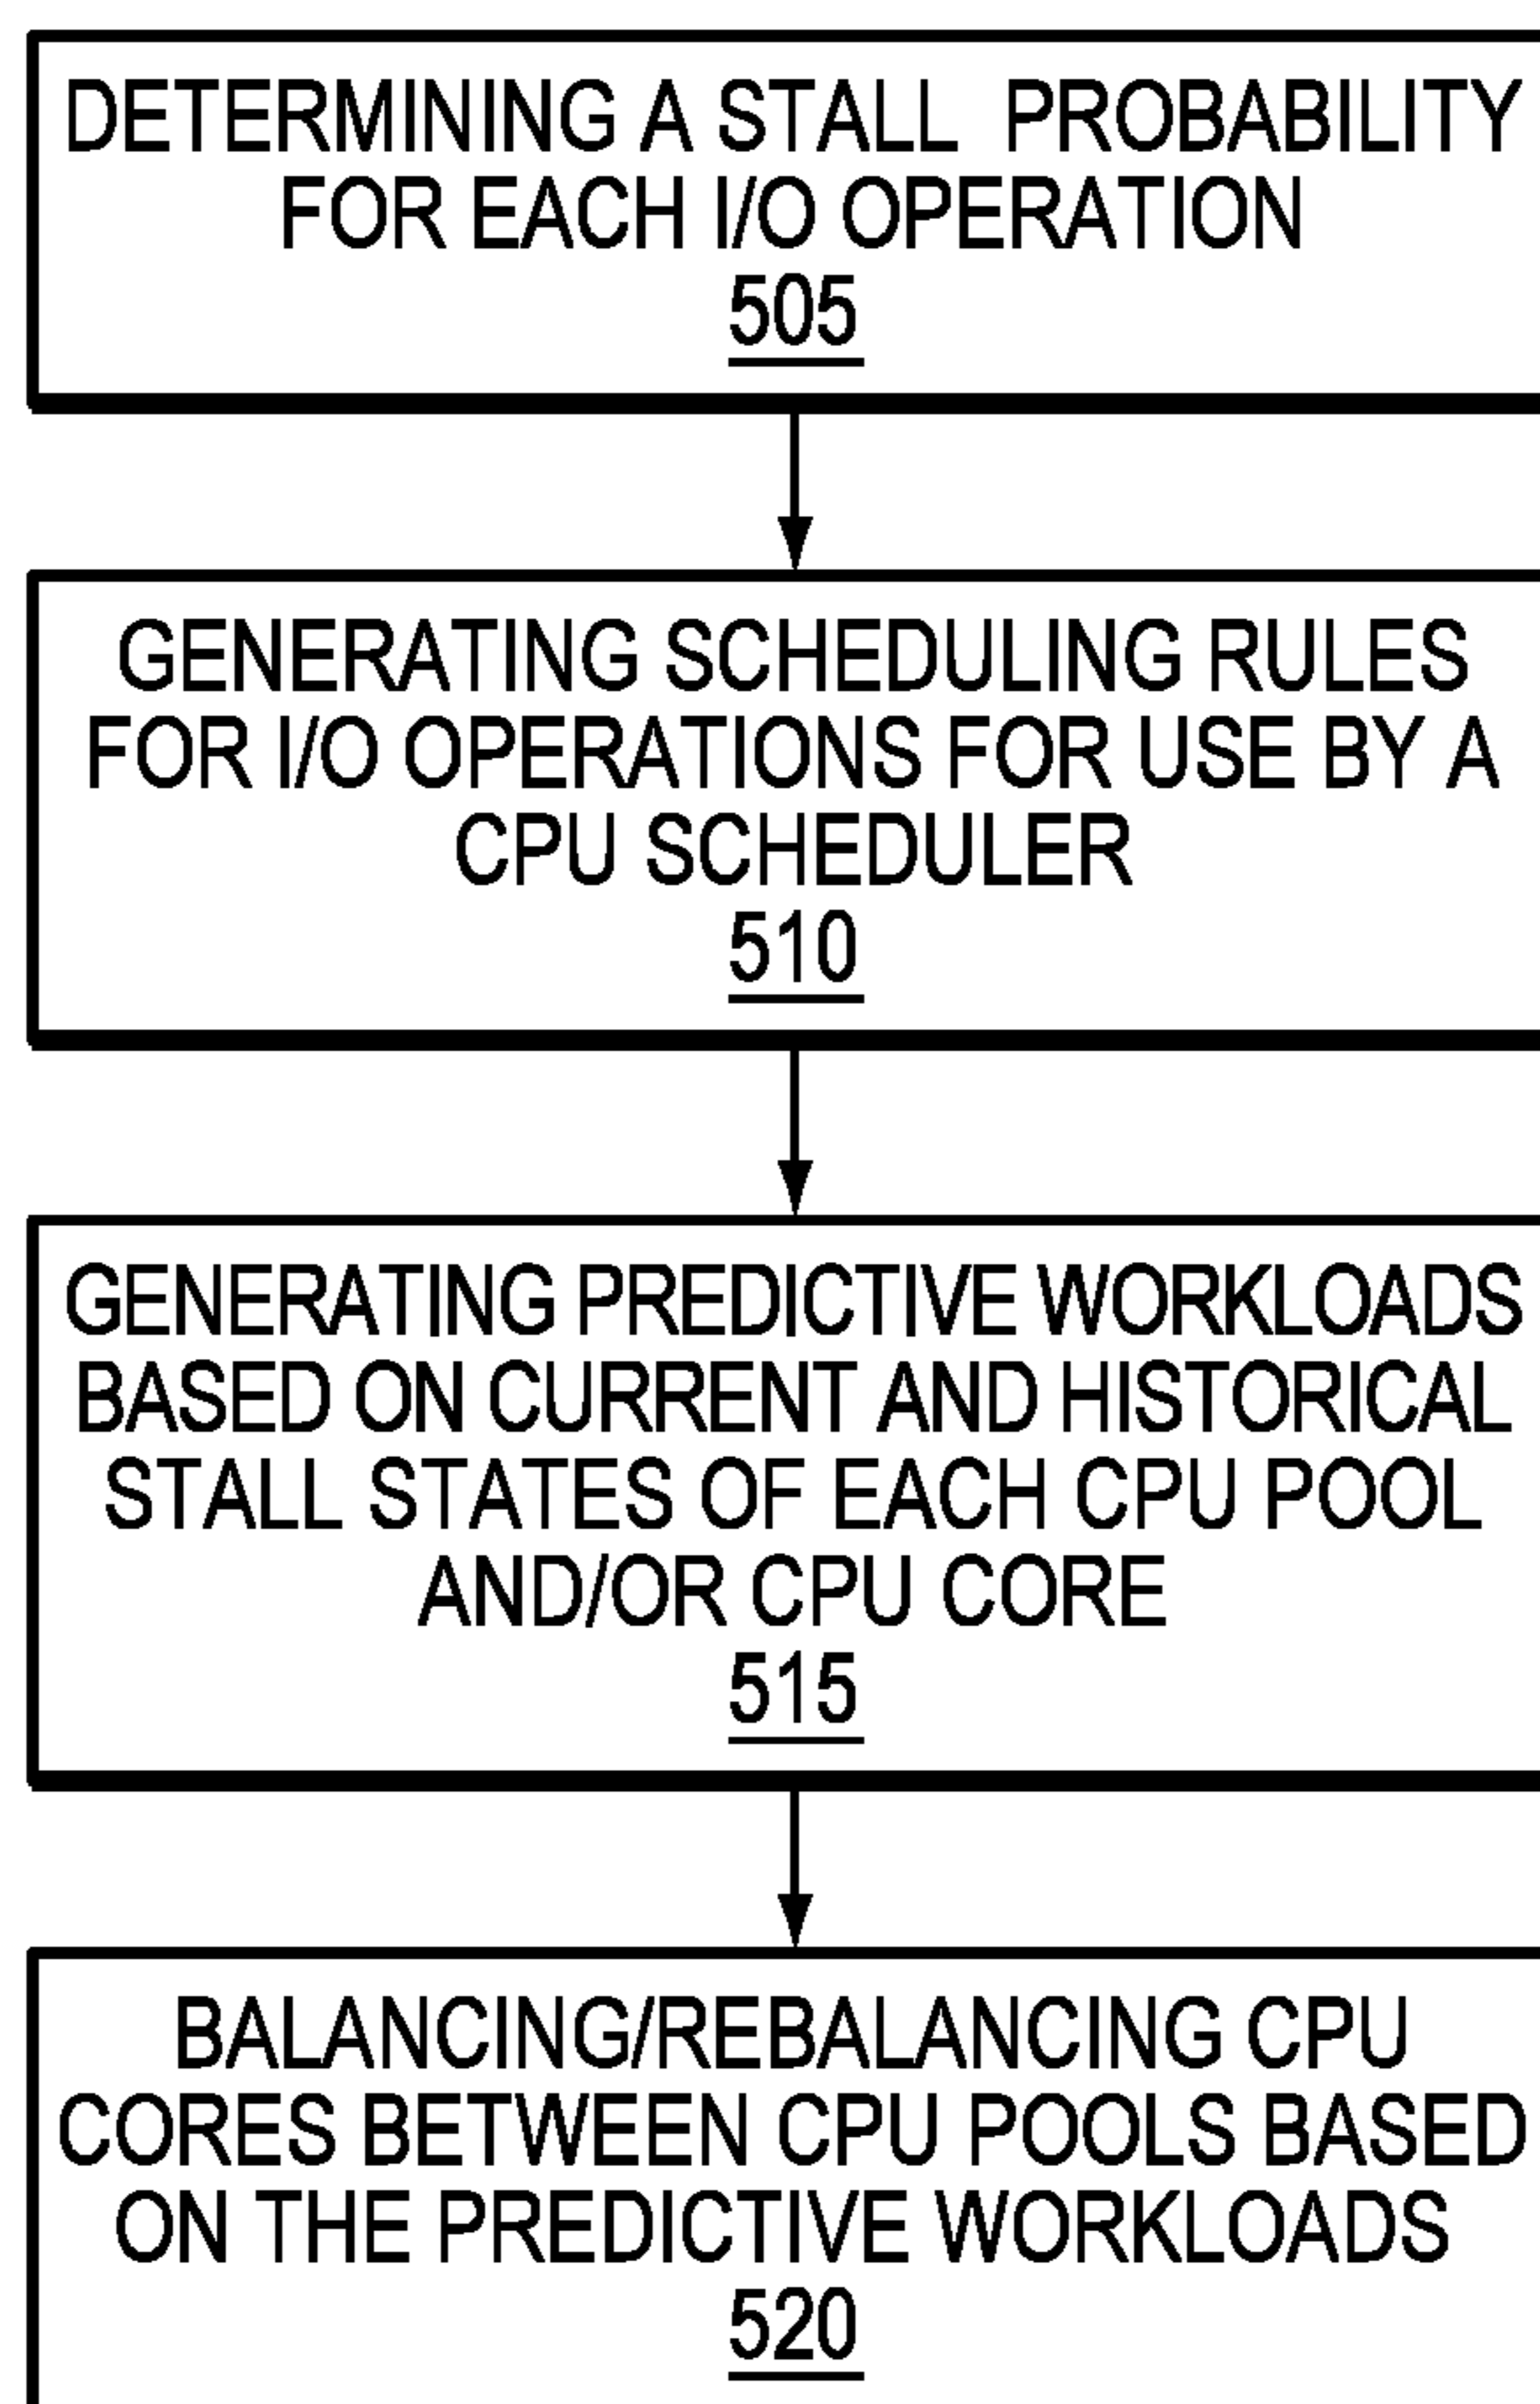 DETERMINING A STALL PROBABILITY
FOR EACH I/O OPERATION
505
GENERATING SCHEDULING RULES
FOR I/O OPERATIONS FOR USE BY A
CPU SCHEDULER
510
GENERATING PREDICTIVE WORKLOADS
BASED ON CURRENT AND HISTORICAL
STALL STATES OF EACH CPU POOL
AND/OR CPU CORE
515
BALANCING/REBALANCING CPU
CORES BETWEEN CPU POOLS BASED
ON THE PREDICTIVE WORKLOADS
520